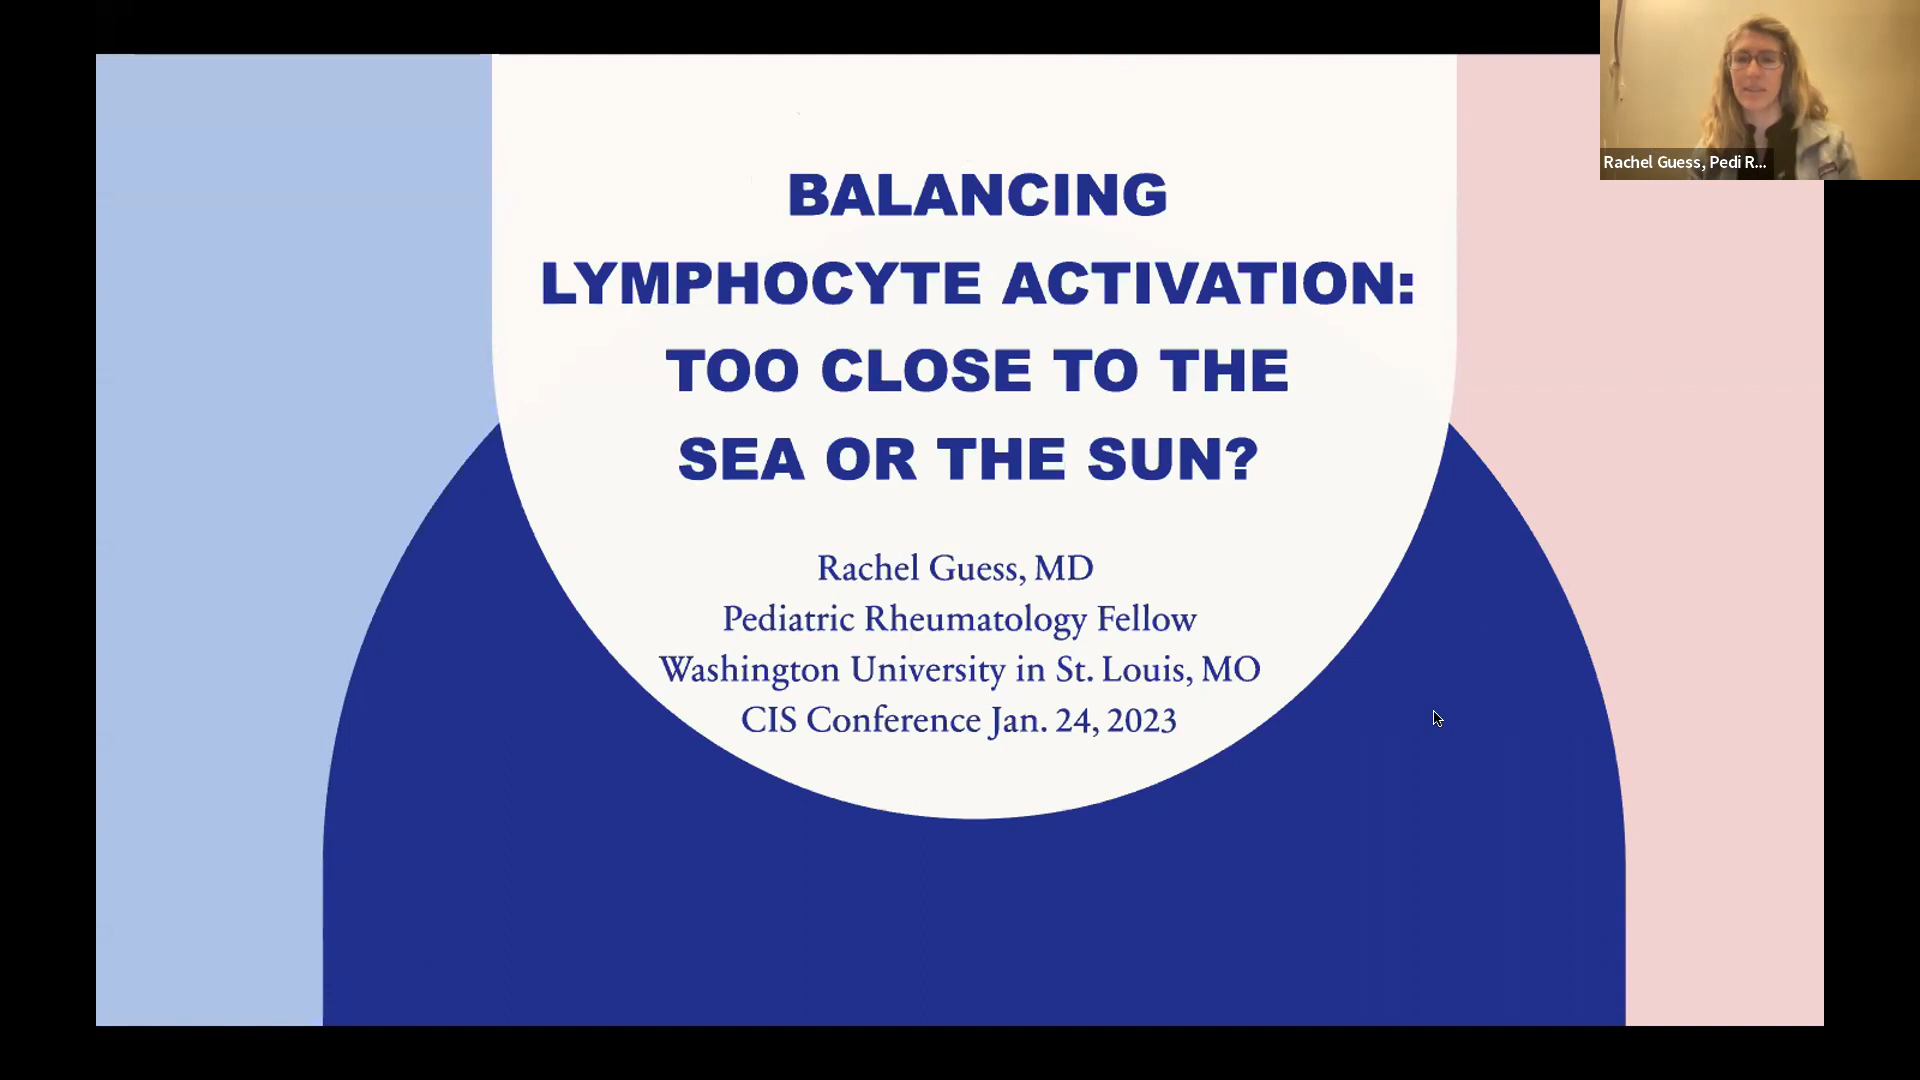 BALANCING
LYMPHOCYTE ACTIVATION:
TOO CLOSE TO THE
SEA OR THE SUN?
Rachel Guess, MD
Pediatric Rheumatology Fellow
Washington University in St. Louis, MO
CIS Conference Jan. 24, 2023
Rachel Guess, Pedi R...